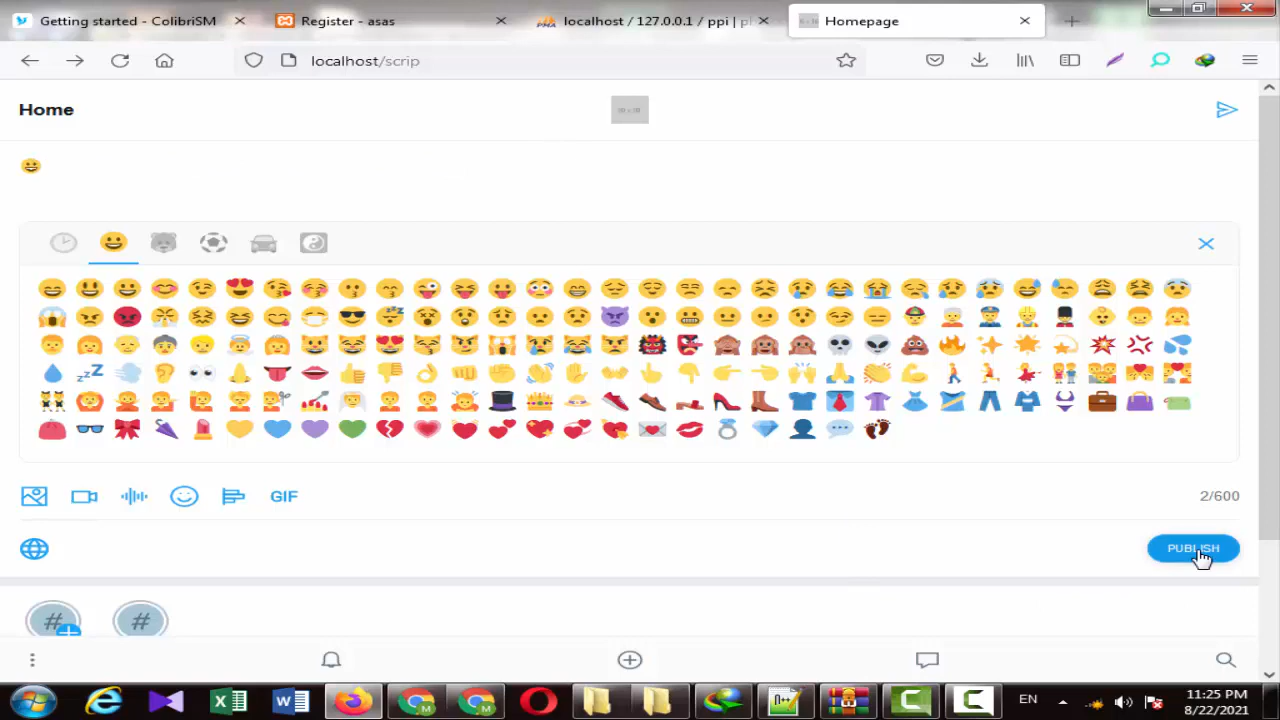 Getting started - ColibriSM
Register - asas
localhost / 127.0.0.1 / ppi | ph
Homepage
localhost/scrip
Home
GIF
2/600
PUBLISH
#
#
EN
11:25 PM
8/22/2021